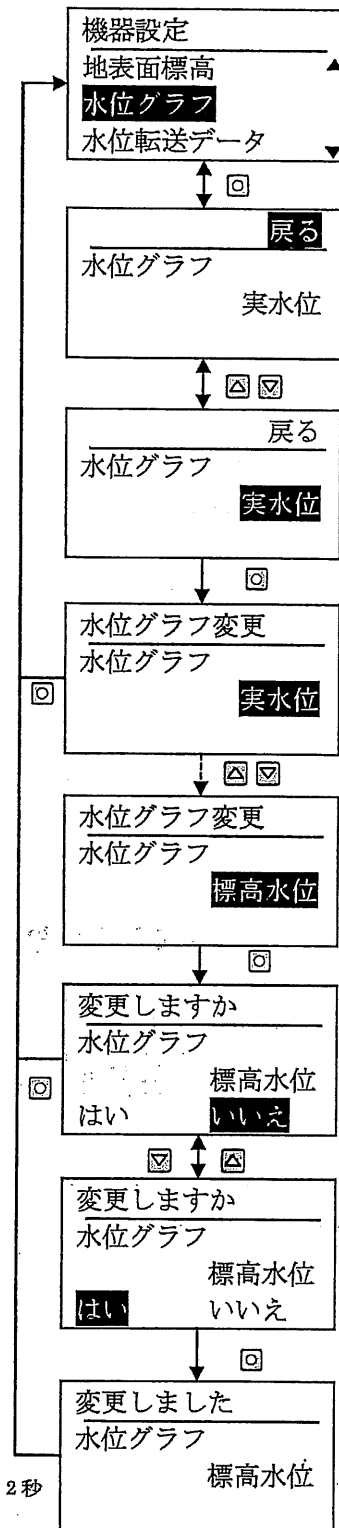 機器設定
地表面標高
水位グラフ
水位転送データ
戻る
水位グラフ
実水位
戻る
水位グラフ
実水位
水位グラフ変更
水位グラフ
実水位
水位グラフ変更
水位グラフ
標高水位
変更しますか
水位グラフ
標高水位
はい いいえ
変更しますか
水位グラフ
標高水位
はい いいえ
変更しました
水位グラフ
標高水位
2秒